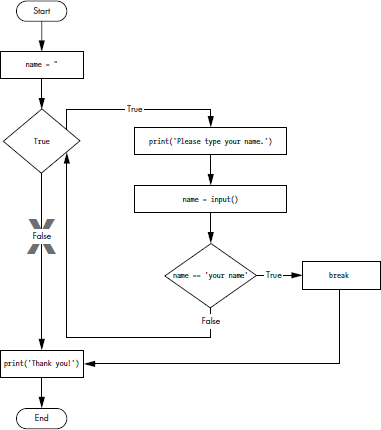 Start
name = "
True
True
print('Please type your name.')
name = input()
name == 'your name'
True
break
False
False
print('Thank you!')
End